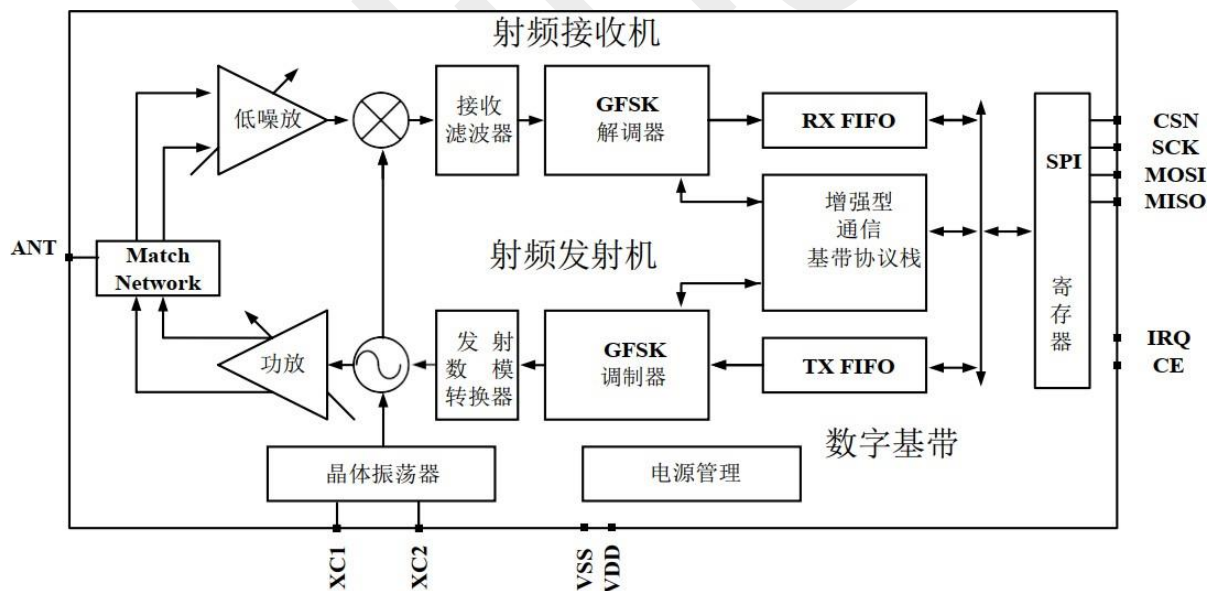 射频接收机
低噪放
接收
滤波器
GFSK
解调器
RX FIFO
SPI
寄存器
CSN
SCK
MOSI
MISO
增强型
通信
基带协议栈
ANT
Match
Network
射频发射机
功放
发 射
数 模
转换器
GFSK
调制器
TX FIFO
IRQ
CE
数字基带
晶体振荡器
电源管理
XC1
XC2
VSS
VDD